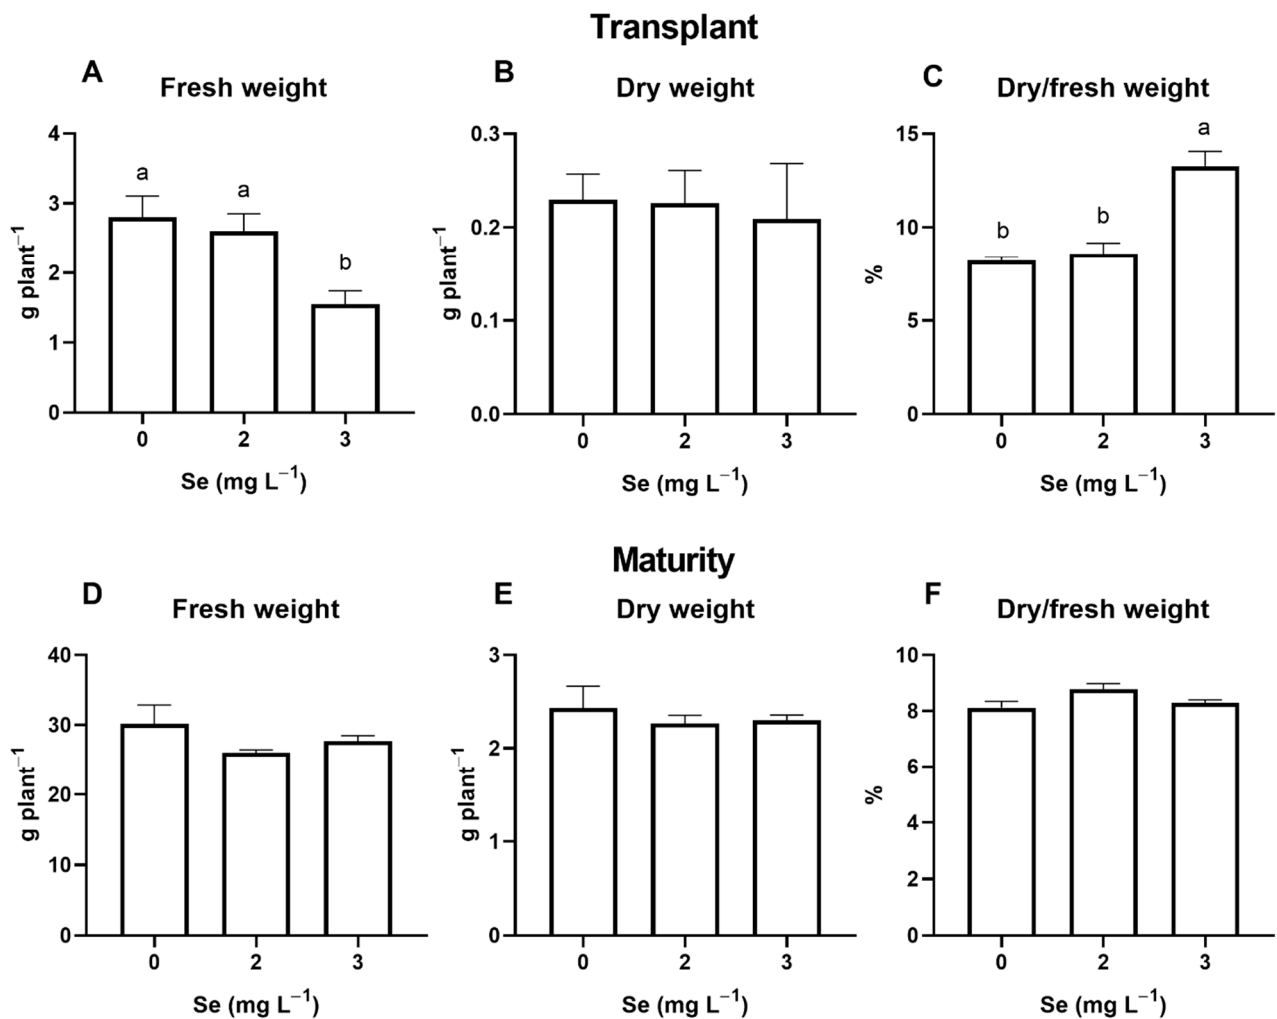 Transplant
A
Fresh weight
4
3
2
1
0
g plant⁻¹
a
a
b
0 2 3
Se (mg L⁻¹)
B
Dry weight
0.3
0.2
0.1
0.0
g plant⁻¹
0 2 3
Se (mg L⁻¹)
C
Dry/fresh weight
15
10
5
0
%
b
b
a
0 2 3
Se (mg L⁻¹)
Maturity
D
Fresh weight
40
30
20
10
0
g plant⁻¹
0 2 3
Se (mg L⁻¹)
E
Dry weight
3
2
1
0
g plant⁻¹
0 2 3
Se (mg L⁻¹)
F
Dry/fresh weight
10
8
6
4
2
0
%
0 2 3
Se (mg L⁻¹)